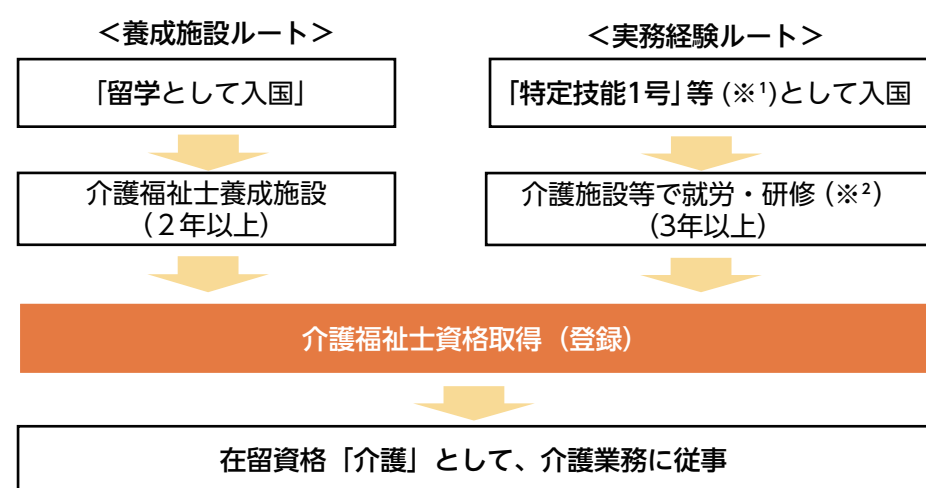 ＜養成施設ルート＞
「留学として入国」
介護福祉士養成施設
（２年以上）
＜実務経験ルート＞
「特定技能1号」等 (※¹)として入国
介護施設等で就労・研修 (※²)
(3年以上)
介護福祉士資格取得（登録）
在留資格「介護」として、介護業務に従事